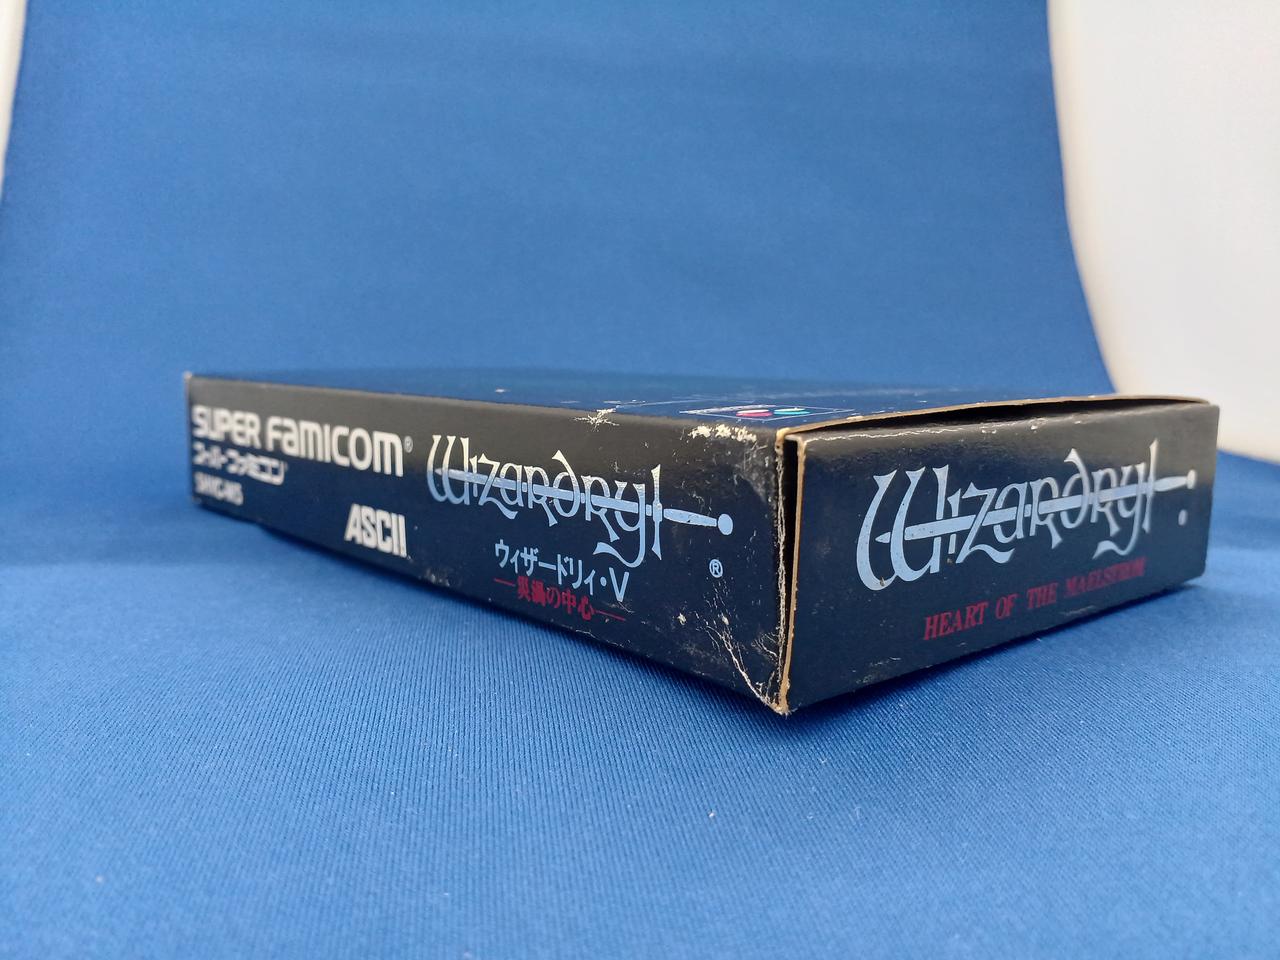 SUPER FAMICOM®
スーパーファミコン
SHVC-W5
ASCII
Wizardry
®
ウィザードリィ・V
―災渦の中心―
Wizardry
HEART OF THE MAELSTROM